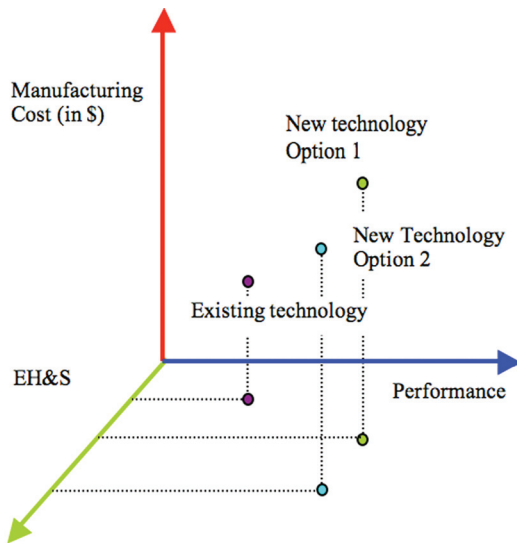 Manufacturing
Cost (in $)
New technology
Option 1
New Technology
Option 2
Existing technology
EH&S
Performance